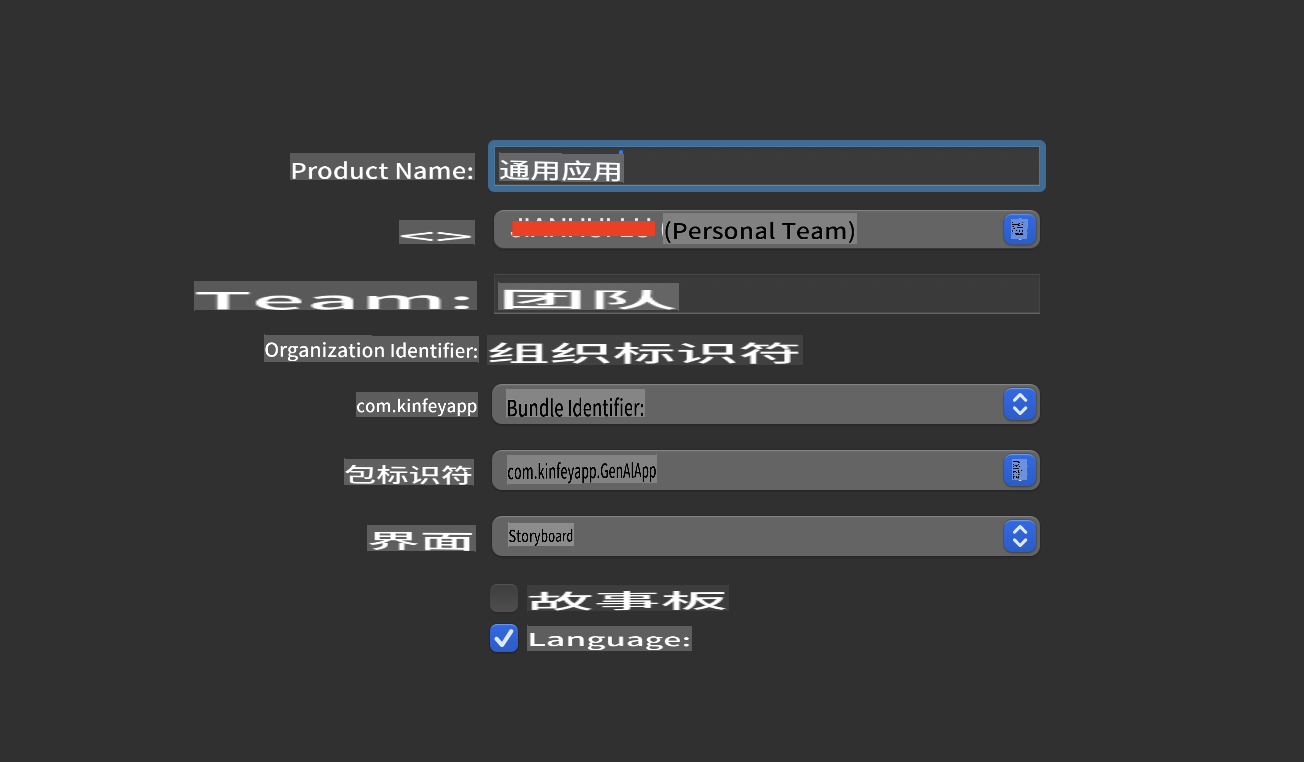 Product Name: 通用应用
<> (Personal Team)
Team: 团队
Organization Identifier: 组织标识符
com.kinfeyapp Bundle Identifier:
包标识符 com.kinfeyapp.GenAIApp
界面 Storyboard
故事板
Language: